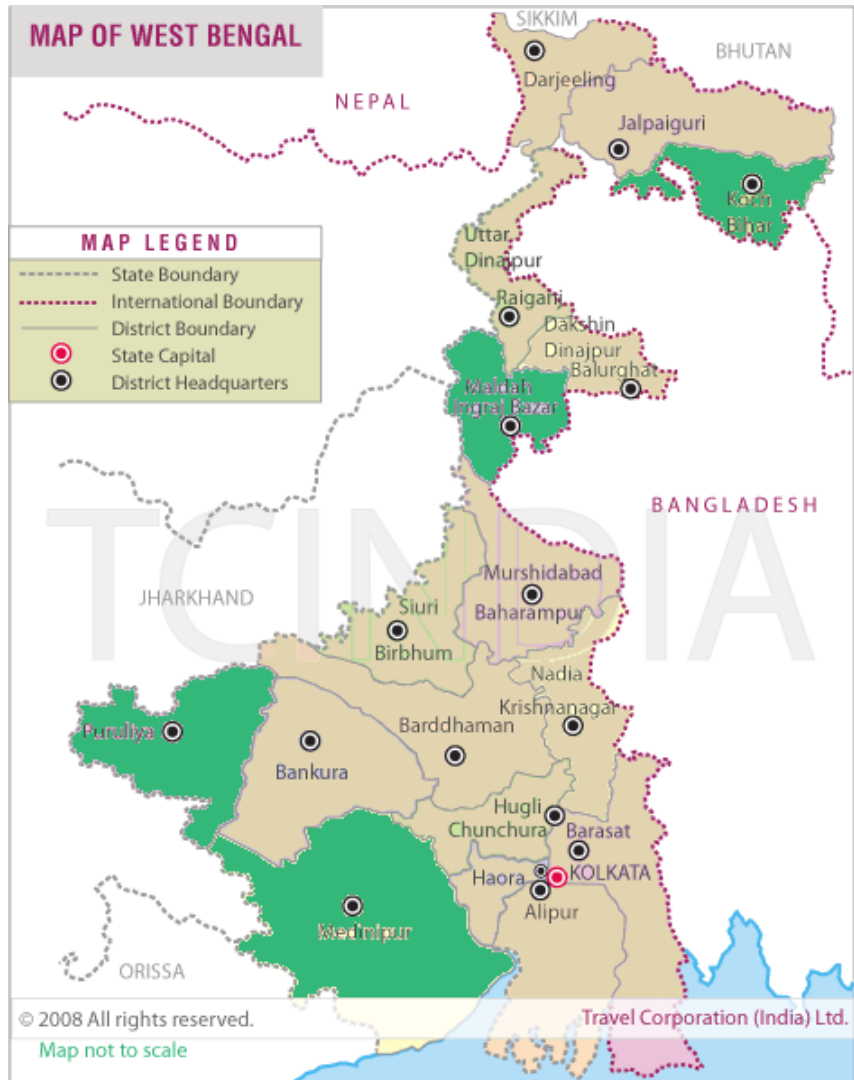 MAP OF WEST BENGAL
SIKKIM
BHUTAN
NEPAL
Darjeeling
Jalpaiguri
Koch
Bihar
MAP LEGEND
State Boundary
International Boundary
District Boundary
State Capital
District Headquarters
Uttar
Dinajpur
Raiganj
Dakshin
Dinajpur
Balurghat
Maldah
Ingraj Bazar
BANGLADESH
TCINDIA
JHARKHAND
Murshidabad
Baharampur
Siuri
Birbhum
Nadia
Krishnanagar
Puruliya
Barddhaman
Bankura
Hugli
Chunchura
Barasat
KOLKATA
Haora
Alipur
Medinipur
ORISSA
© 2008 All rights reserved.
Travel Corporation (India) Ltd.
Map not to scale